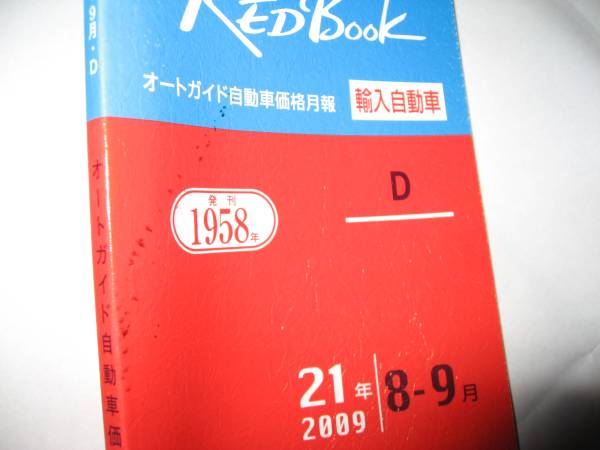 RED Book
オートガイド自動車価格月報 輸入自動車
D
発刊
1958年
21年
2009
8-9月
9月・D
オートガイド自動車価